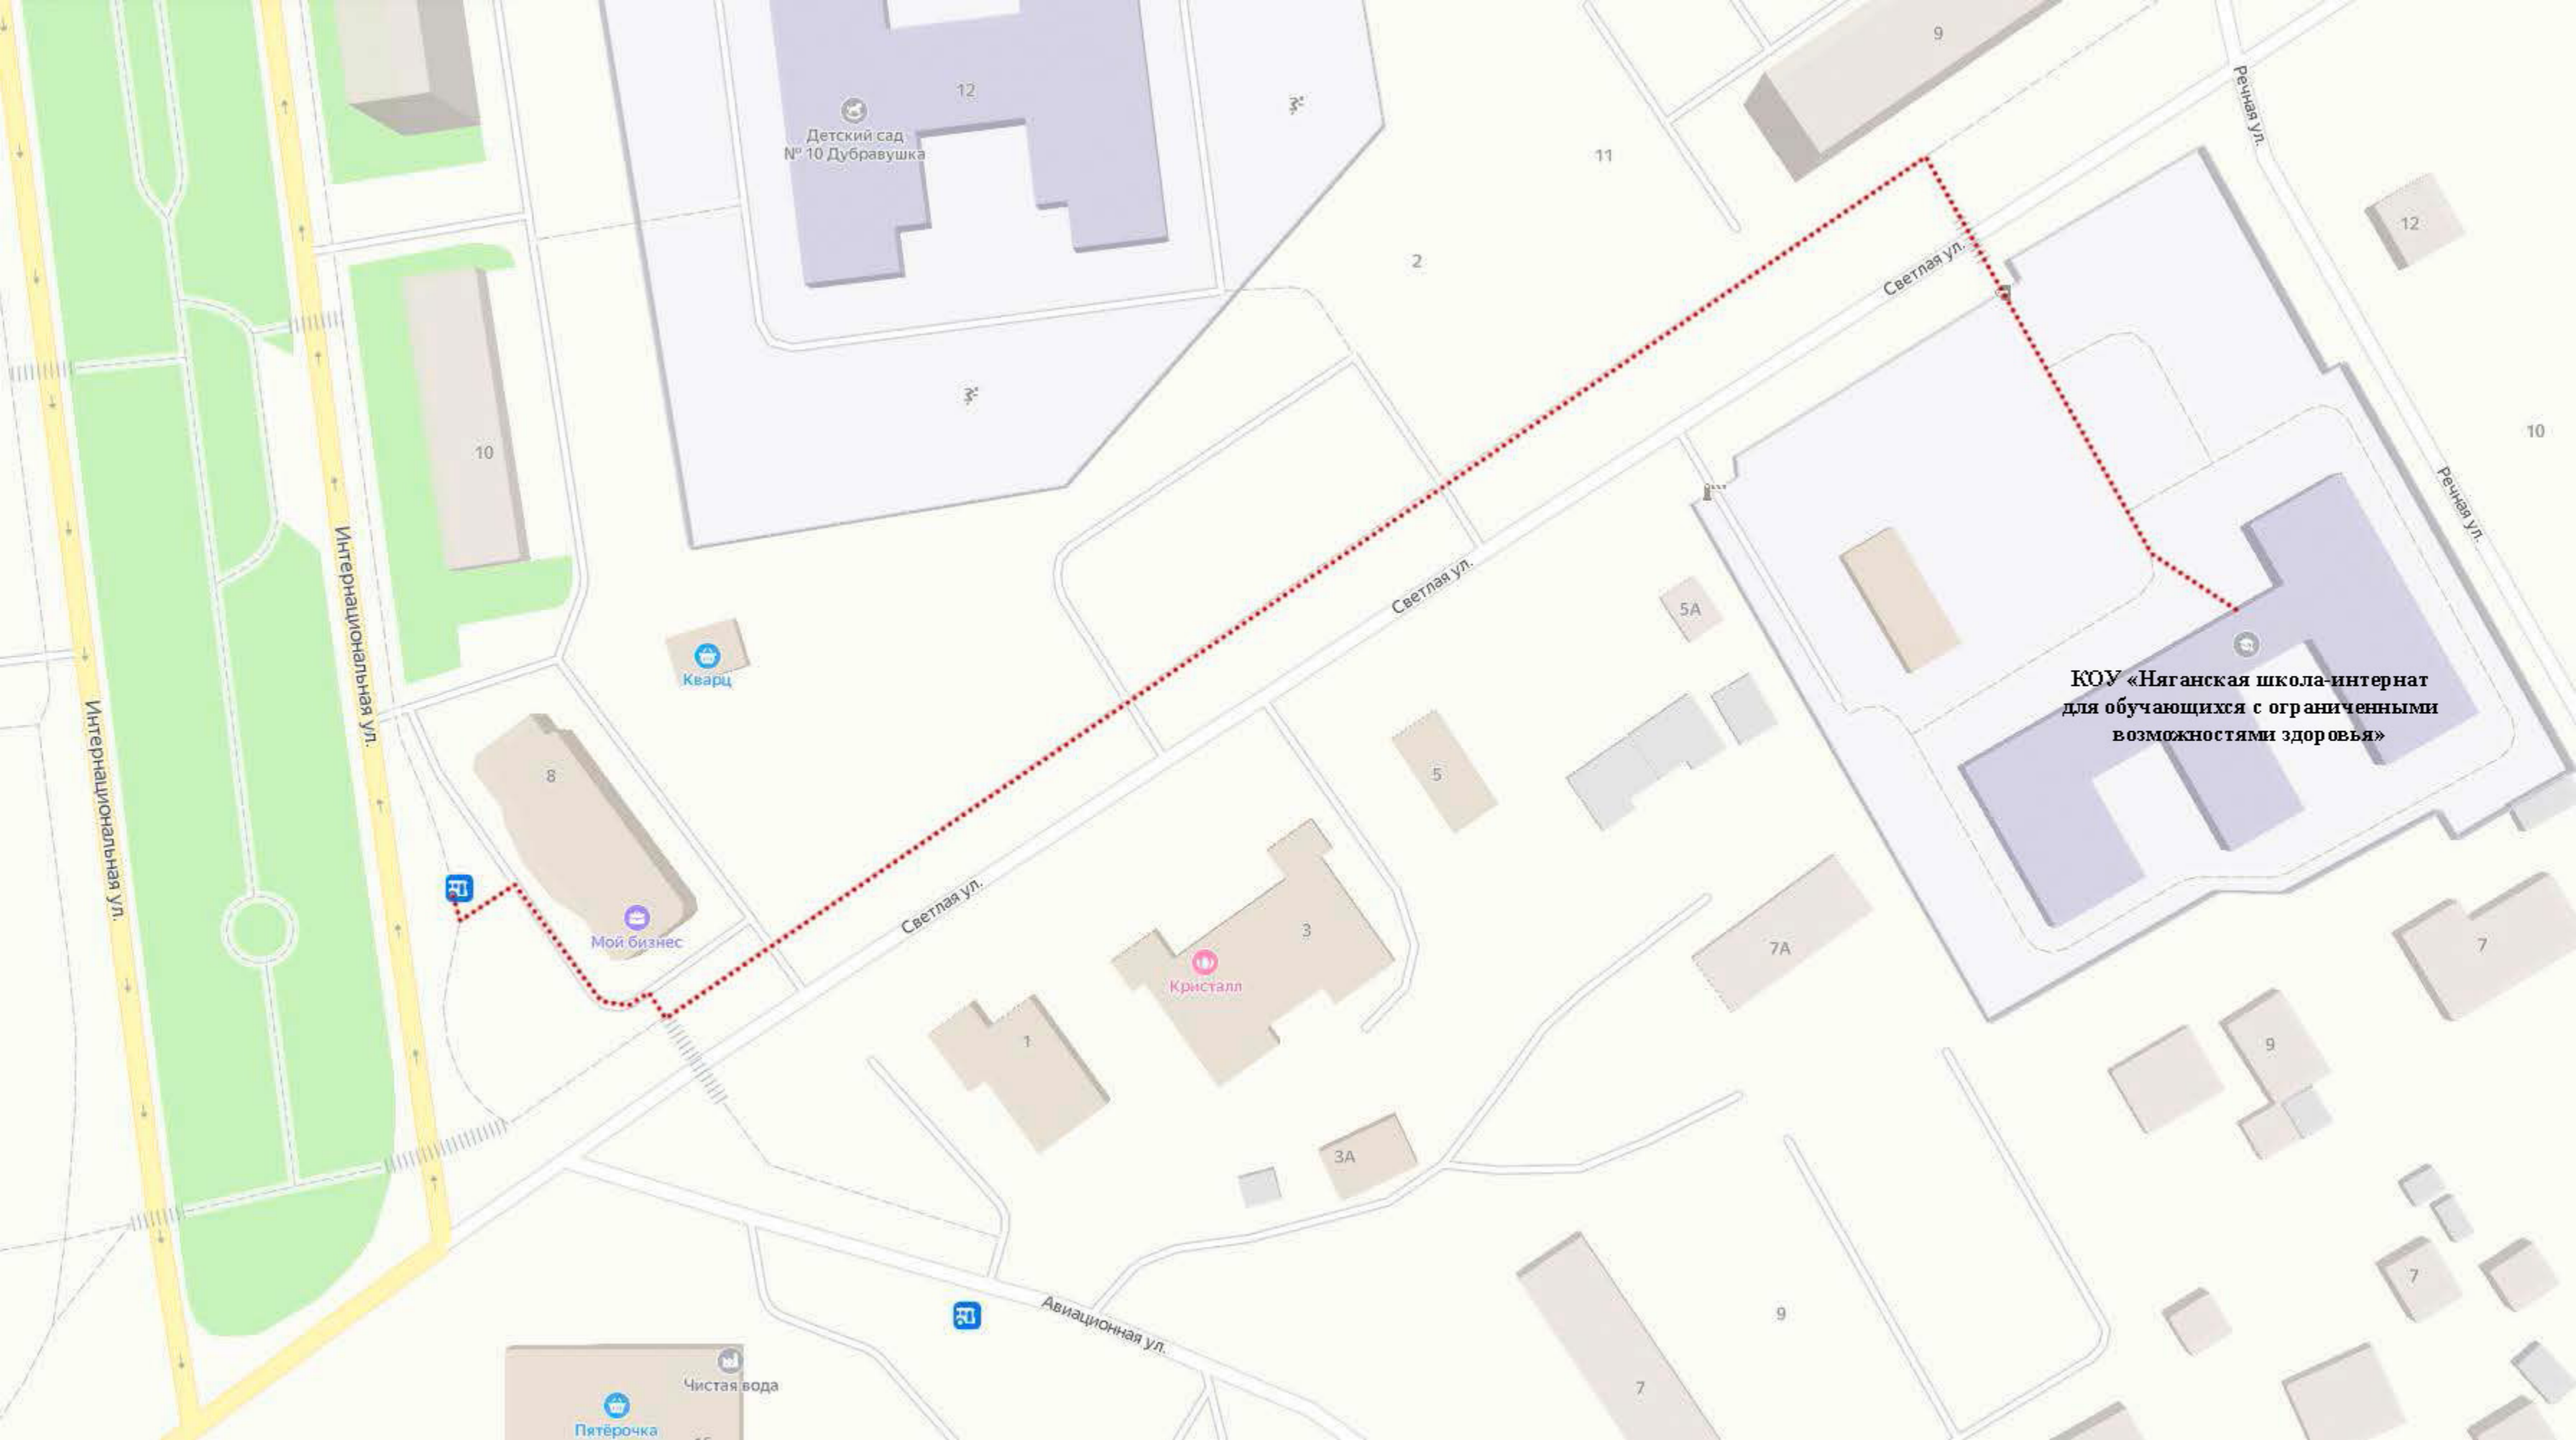 9
Речная ул.
12
Детский сад
№ 10 Дубравушка
11
12
2
Светлая ул.
10
10
Речная ул.
Интернациональная ул.
Светлая ул.
5А
Кварц
КОУ «Няганская школа-интернат
для обучающихся с ограниченными
возможностями здоровья»
Интернациональная ул.
8
5
Светлая ул.
Мой бизнес
3
7А
7
Кристалл
1
9
3А
7
9
Авиационная ул.
Чистая вода
7
Пятёрочка